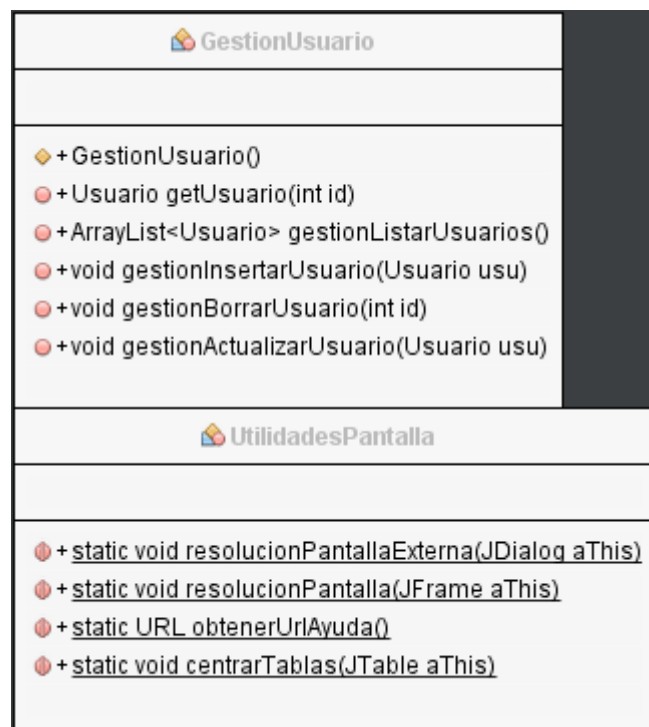 GestionUsuario
+GestionUsuario()
+Usuario getUsuario(int id)
+ArrayList<Usuario> gestionListarUsuarios()
+void gestionInsertarUsuario(Usuario usu)
+void gestionBorrarUsuario(int id)
+void gestionActualizarUsuario(Usuario usu)
UtilidadesPantalla
+static void resolucionPantallaExterna(JDialog aThis)
+static void resolucionPantalla(JFrame aThis)
+static URL obtenerUrlAyuda()
+static void centrarTablas(JTable aThis)